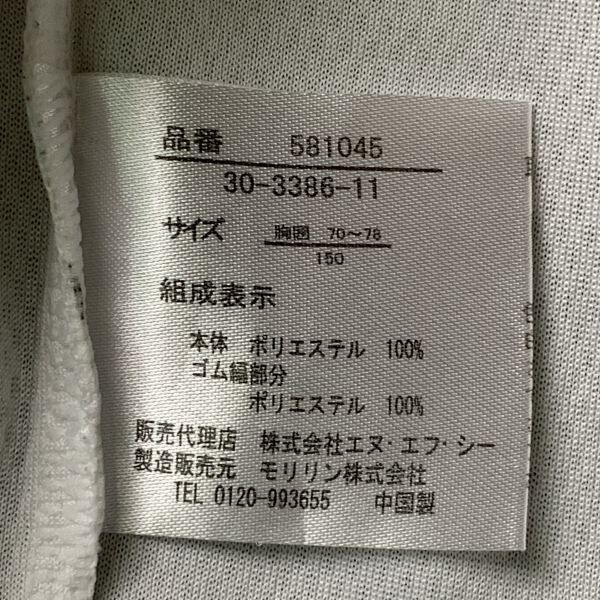 品番 581045
30-3386-11
サイズ 胸囲 70〜78
150
組成表示
本体 ポリエステル 100%
ゴム編部分
ポリエステル 100%
販売代理店 株式会社エヌ・エフ・シー
製造販売元 モリリン株式会社
TEL 0120-993655 中国製